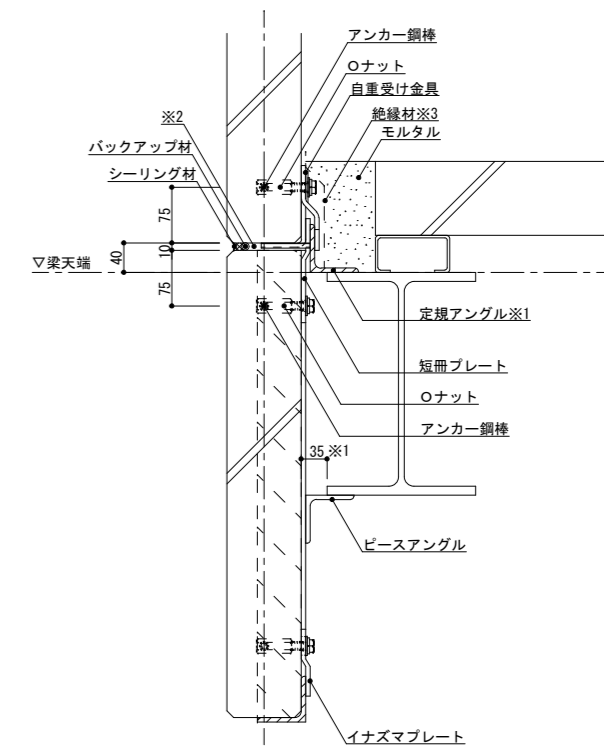 アンカー鋼棒
Oナット
自重受け金具
絶縁材※3
モルタル
※2
バックアップ材
シーリング材
75
10
40
75
▽梁天端
定規アングル※1
短冊プレート
Oナット
アンカー鋼棒
35 ※1
ピースアングル
イナズマプレート